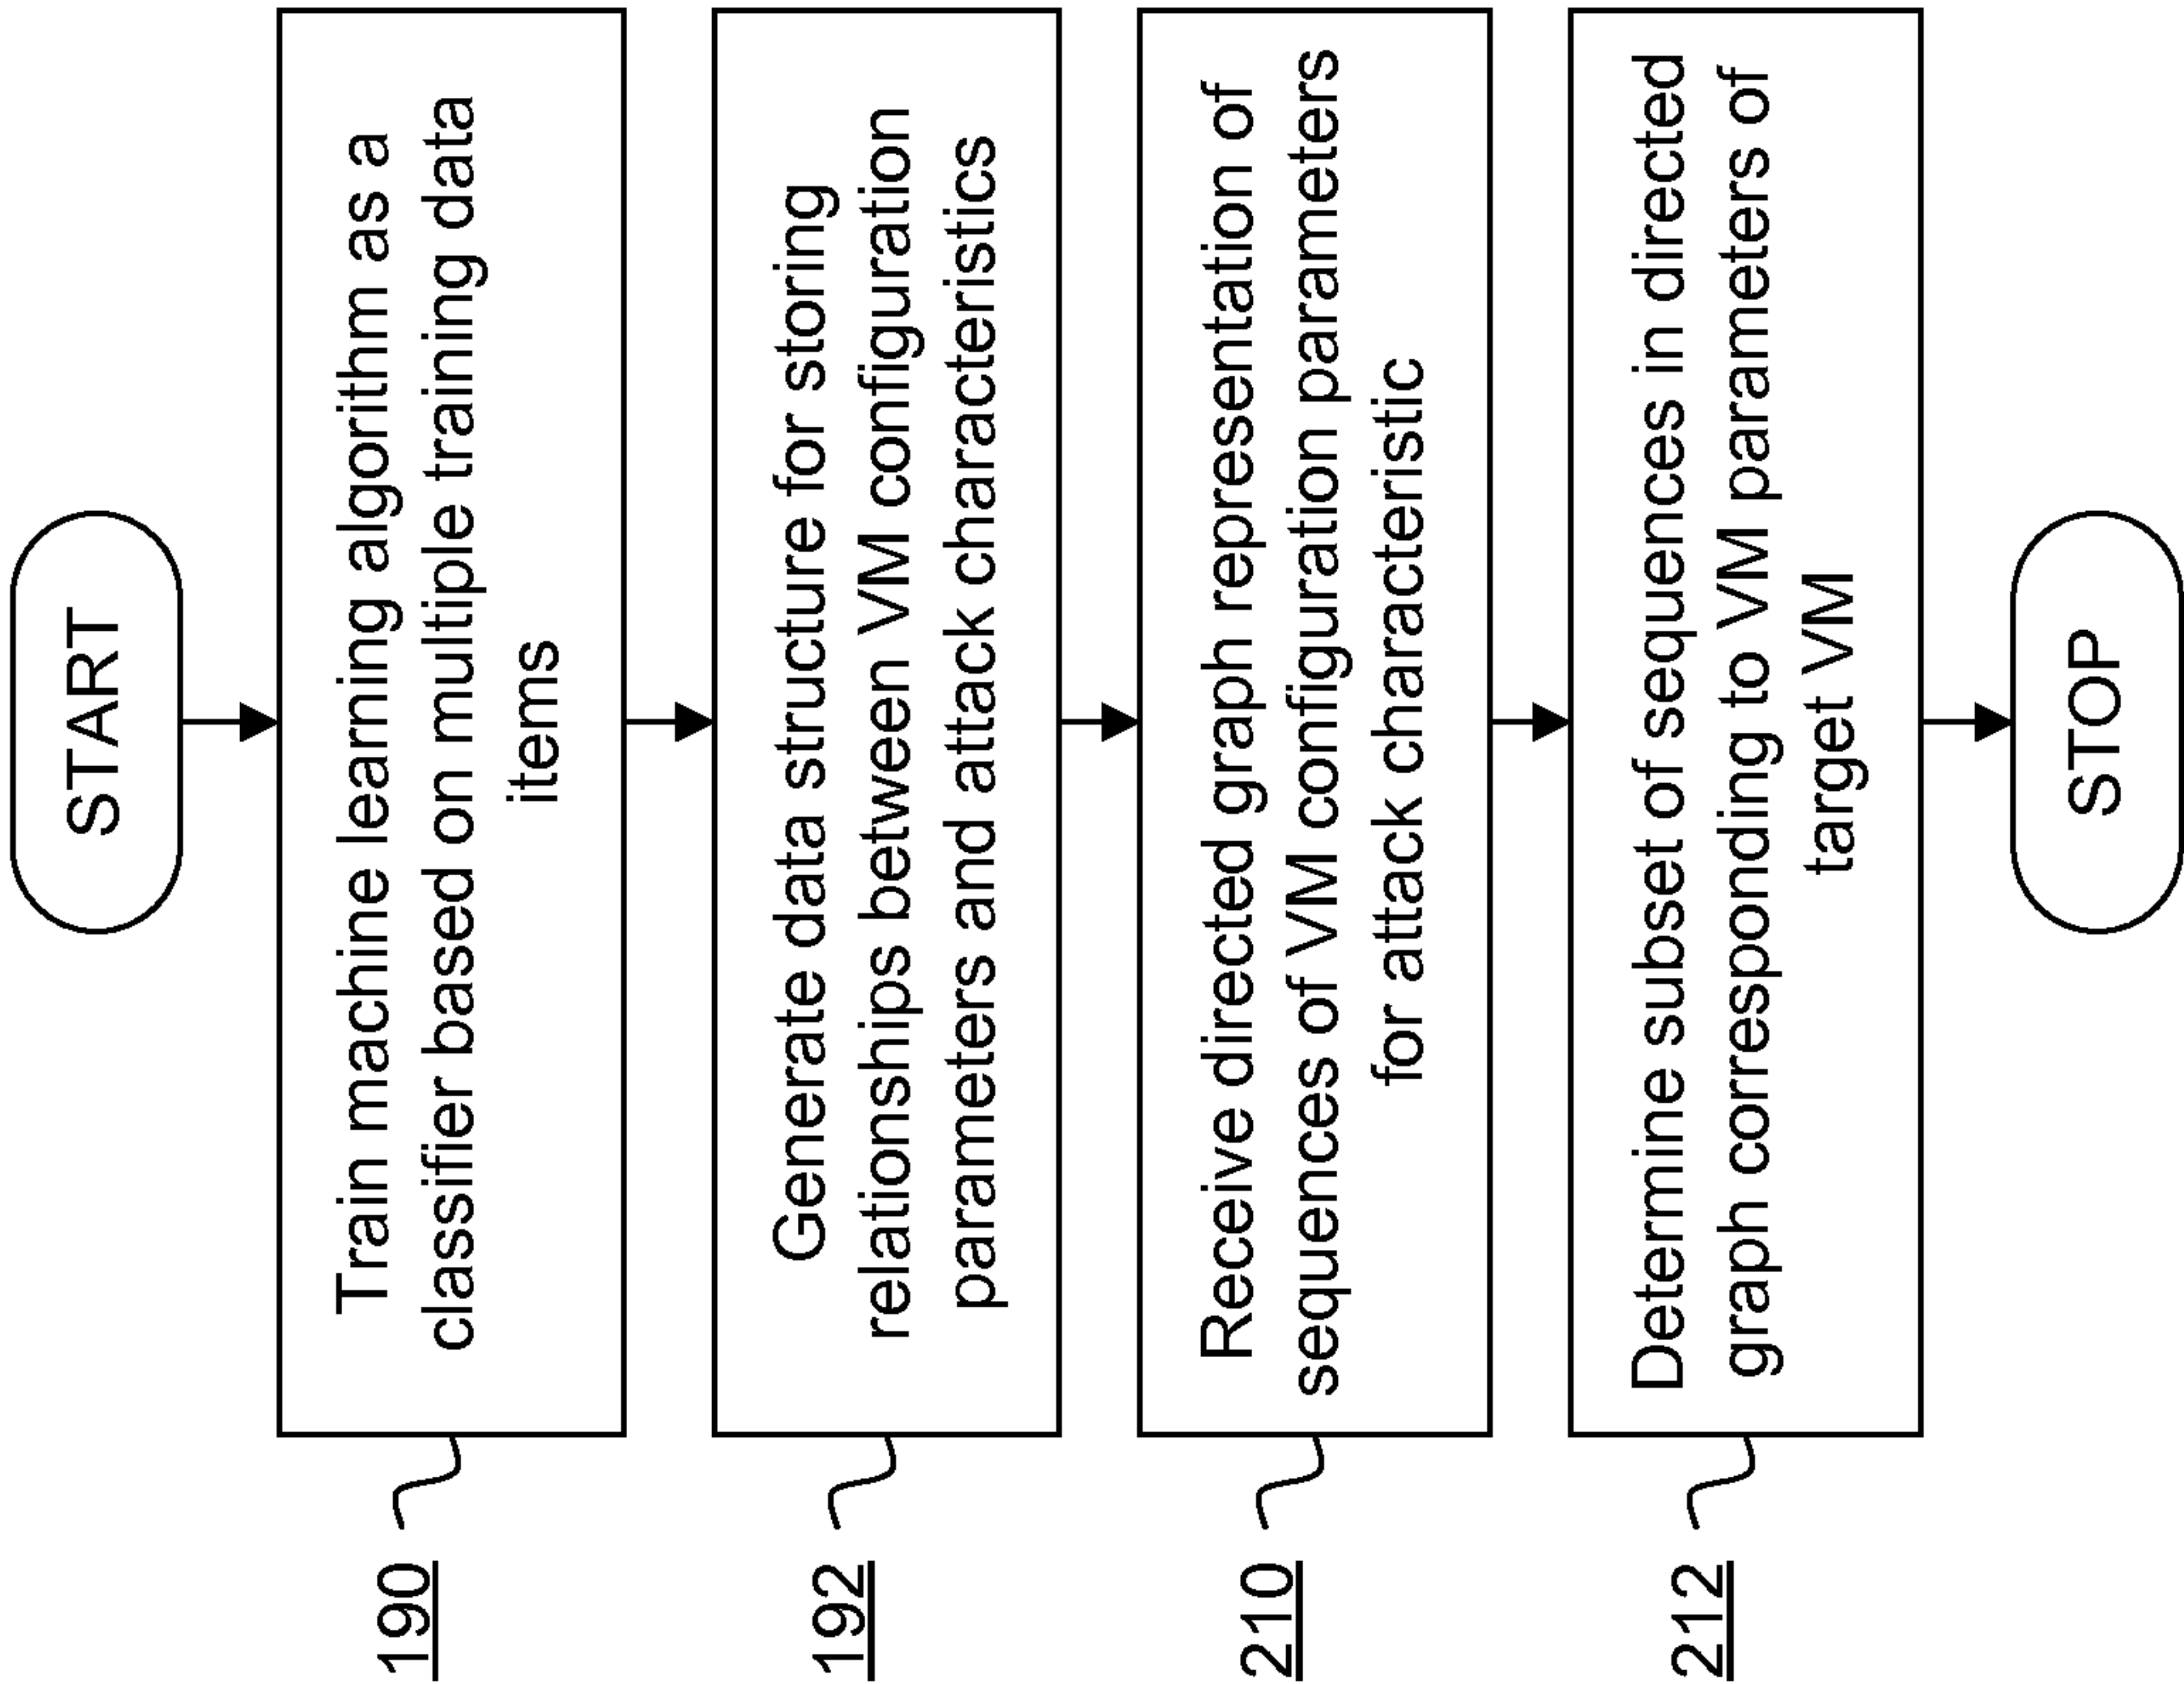 START
190
Train machine learning algorithm as a
classifier based on multiple training data
items
192
Generate data structure for storing
relationships between VM configuration
parameters and attack characteristics
210
Receive directed graph representation of
sequences of VM configuration parameters
for attack characteristic
212
Determine subset of sequences in directed
graph corresponding to VM parameters of
target VM
STOP